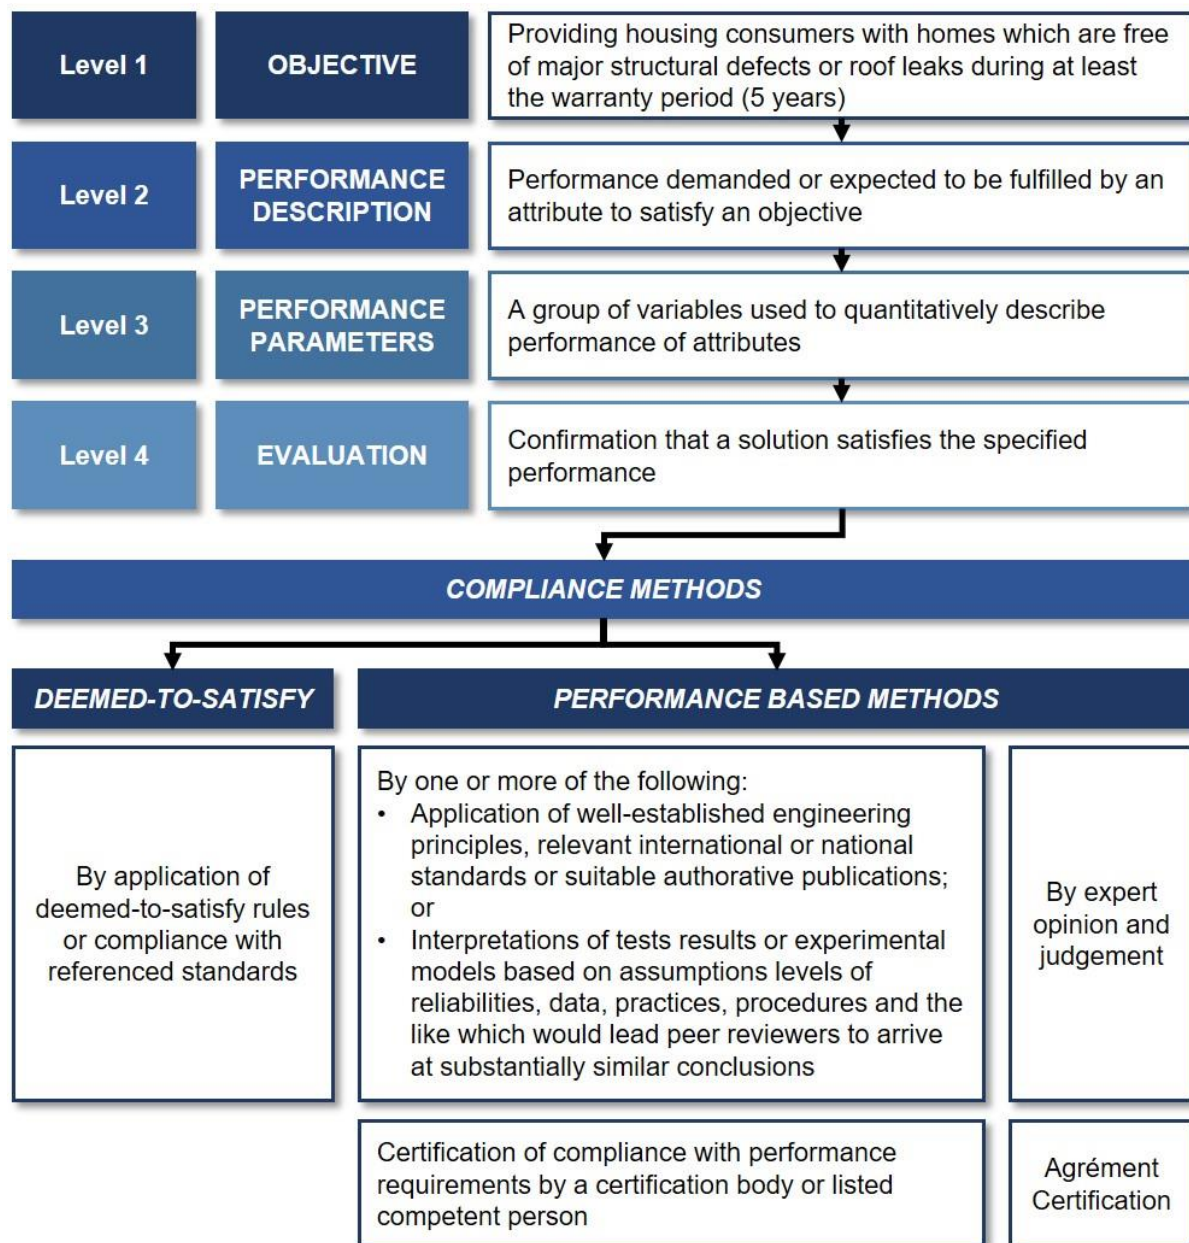 Level 1
OBJECTIVE
Providing housing consumers with homes which are free
of major structural defects or roof leaks during at least
the warranty period (5 years)
Level 2
PERFORMANCE
DESCRIPTION
Performance demanded or expected to be fulfilled by an
attribute to satisfy an objective
Level 3
PERFORMANCE
PARAMETERS
A group of variables used to quantitatively describe
performance of attributes
Level 4
EVALUATION
Confirmation that a solution satisfies the specified
performance
COMPLIANCE METHODS
DEEMED-TO-SATISFY
PERFORMANCE BASED METHODS
By application of
deemed-to-satisfy rules
or compliance with
referenced standards
By one or more of the following:
• Application of well-established engineering
principles, relevant international or national
standards or suitable authorative publications;
or
• Interpretations of tests results or experimental
models based on assumptions levels of
reliabilities, data, practices, procedures and the
like which would lead peer reviewers to arrive
at substantially similar conclusions
By expert
opinion and
judgement
Certification of compliance with performance
requirements by a certification body or listed
competent person
Agrément
Certification